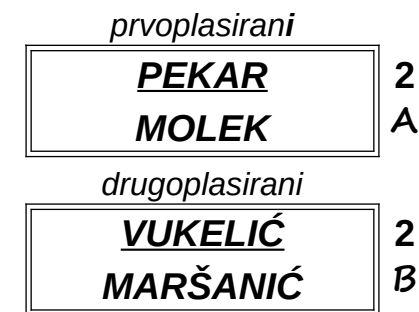 prvoplasirani
PEKAR 2
MOLEK A
drugoplasirani
VUKELIĆ 2
MARŠANIĆ B